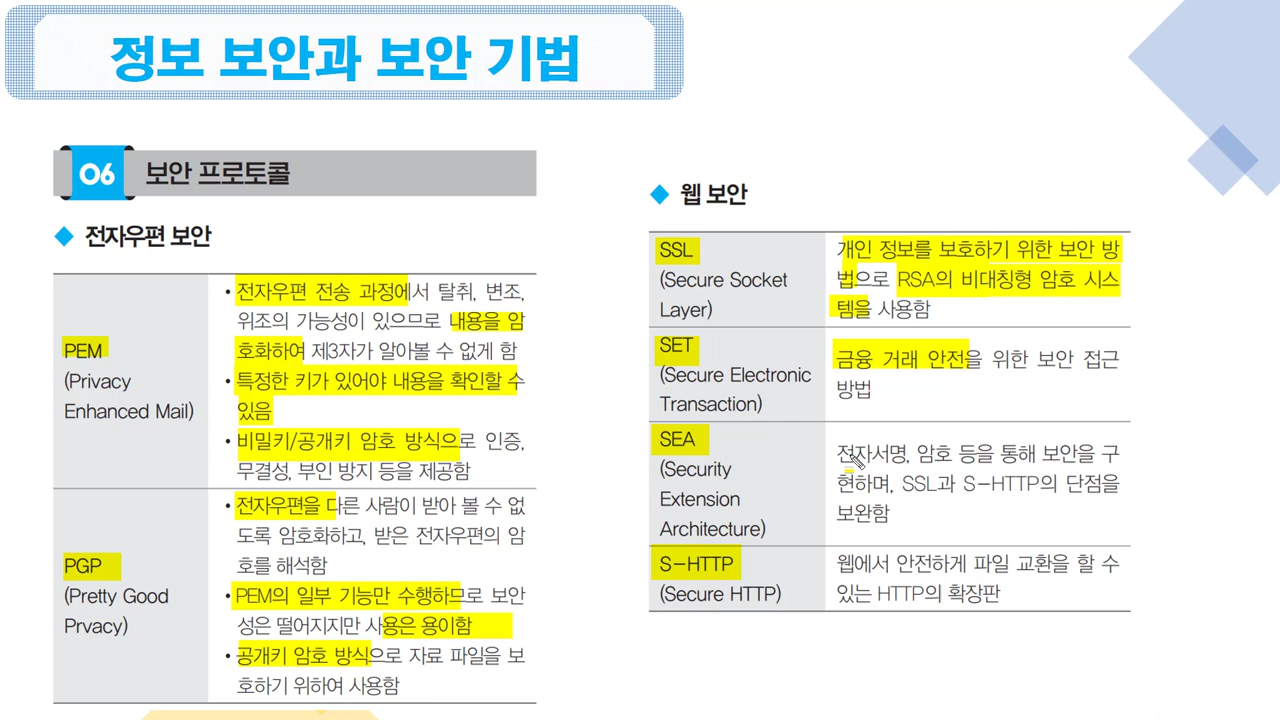 정보 보안과 보안 기법
06 보안 프로토콜
◆ 전자우편 보안
PEM
(Privacy
Enhanced Mail)
• 전자우편 전송 과정에서 탈취, 변조,
위조의 가능성이 있으므로 내용을 암
호화하여 제3자가 알아볼 수 없게 함
• 특정한 키가 있어야 내용을 확인할 수
있음
• 비밀키/공개키 암호 방식으로 인증,
무결성, 부인 방지 등을 제공함
PGP
(Pretty Good
Prvacy)
• 전자우편을 다른 사람이 받아 볼 수 없
도록 암호화하고, 받은 전자우편의 암
호를 해석함
• PEM의 일부 기능만 수행하므로 보안
성은 떨어지지만 사용은 용이함
• 공개키 암호 방식으로 자료 파일을 보
호하기 위하여 사용함
◆ 웹 보안
SSL
(Secure Socket
Layer)
개인 정보를 보호하기 위한 보안 방
법으로 RSA의 비대칭형 암호 시스
템을 사용함
SET
(Secure Electronic
Transaction)
금융 거래 안전을 위한 보안 접근
방법
SEA
(Security
Extension
Architecture)
전자서명, 암호 등을 통해 보안을 구
현하며, SSL과 S-HTTP의 단점을
보완함
S-HTTP
(Secure HTTP)
웹에서 안전하게 파일 교환을 할 수
있는 HTTP의 확장판